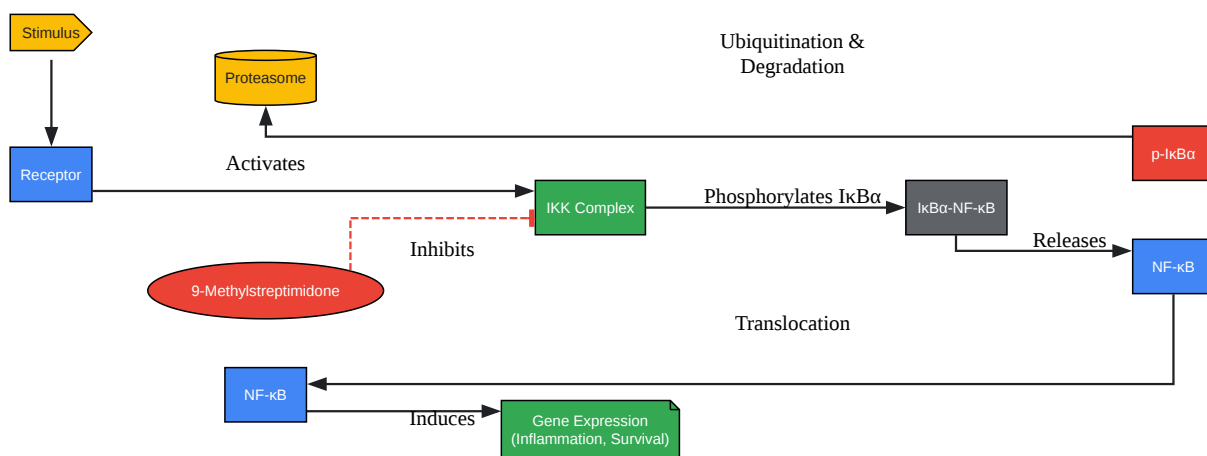 Stimulus
Ubiquitination &
Degradation
Proteasome
p-IκBα
Activates
Receptor
Phosphorylates IκBα
IKK Complex
IκBα-NF-κB
Releases
Inhibits
NF-κB
9-Methylstreptimidone
Translocation
NF-κB
Induces
Gene Expression
(Inflammation, Survival)